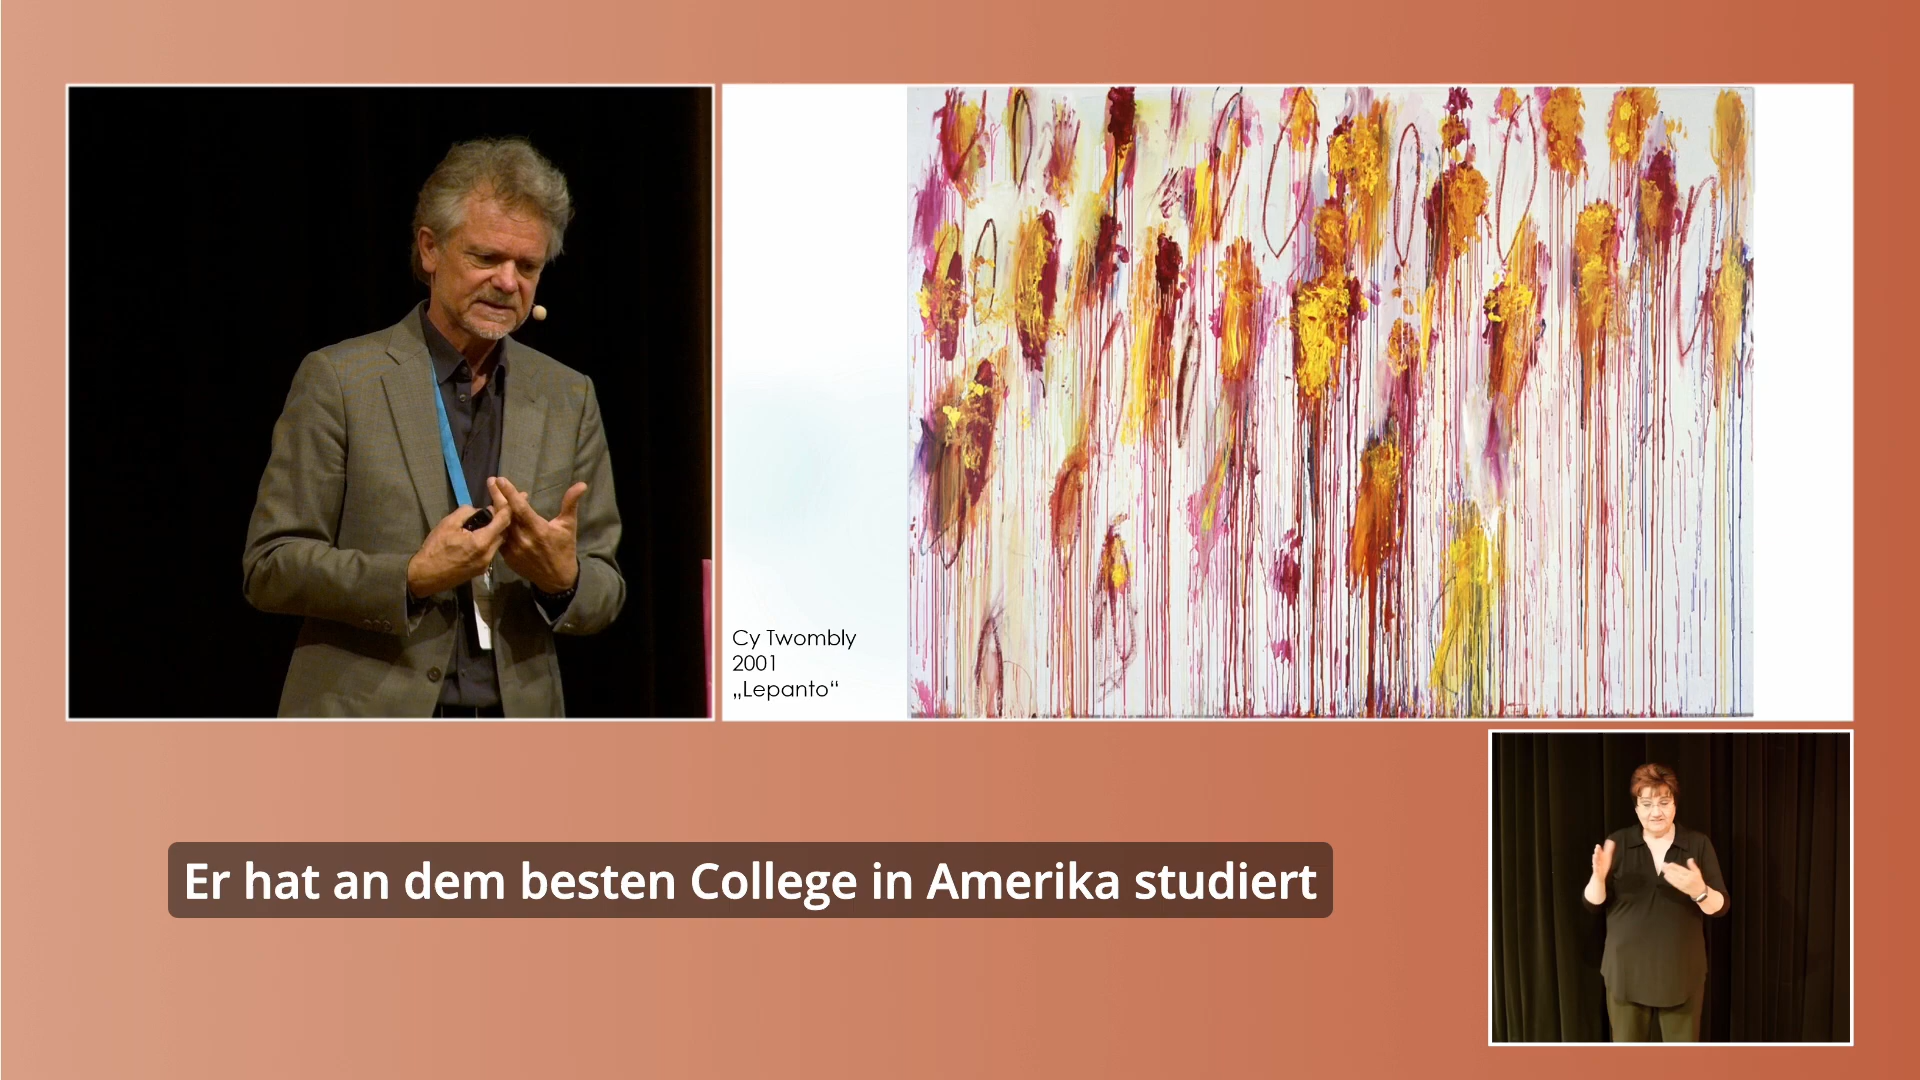 Cy Twombly
2001
„Lepanto“
Er hat an dem besten College in Amerika studiert